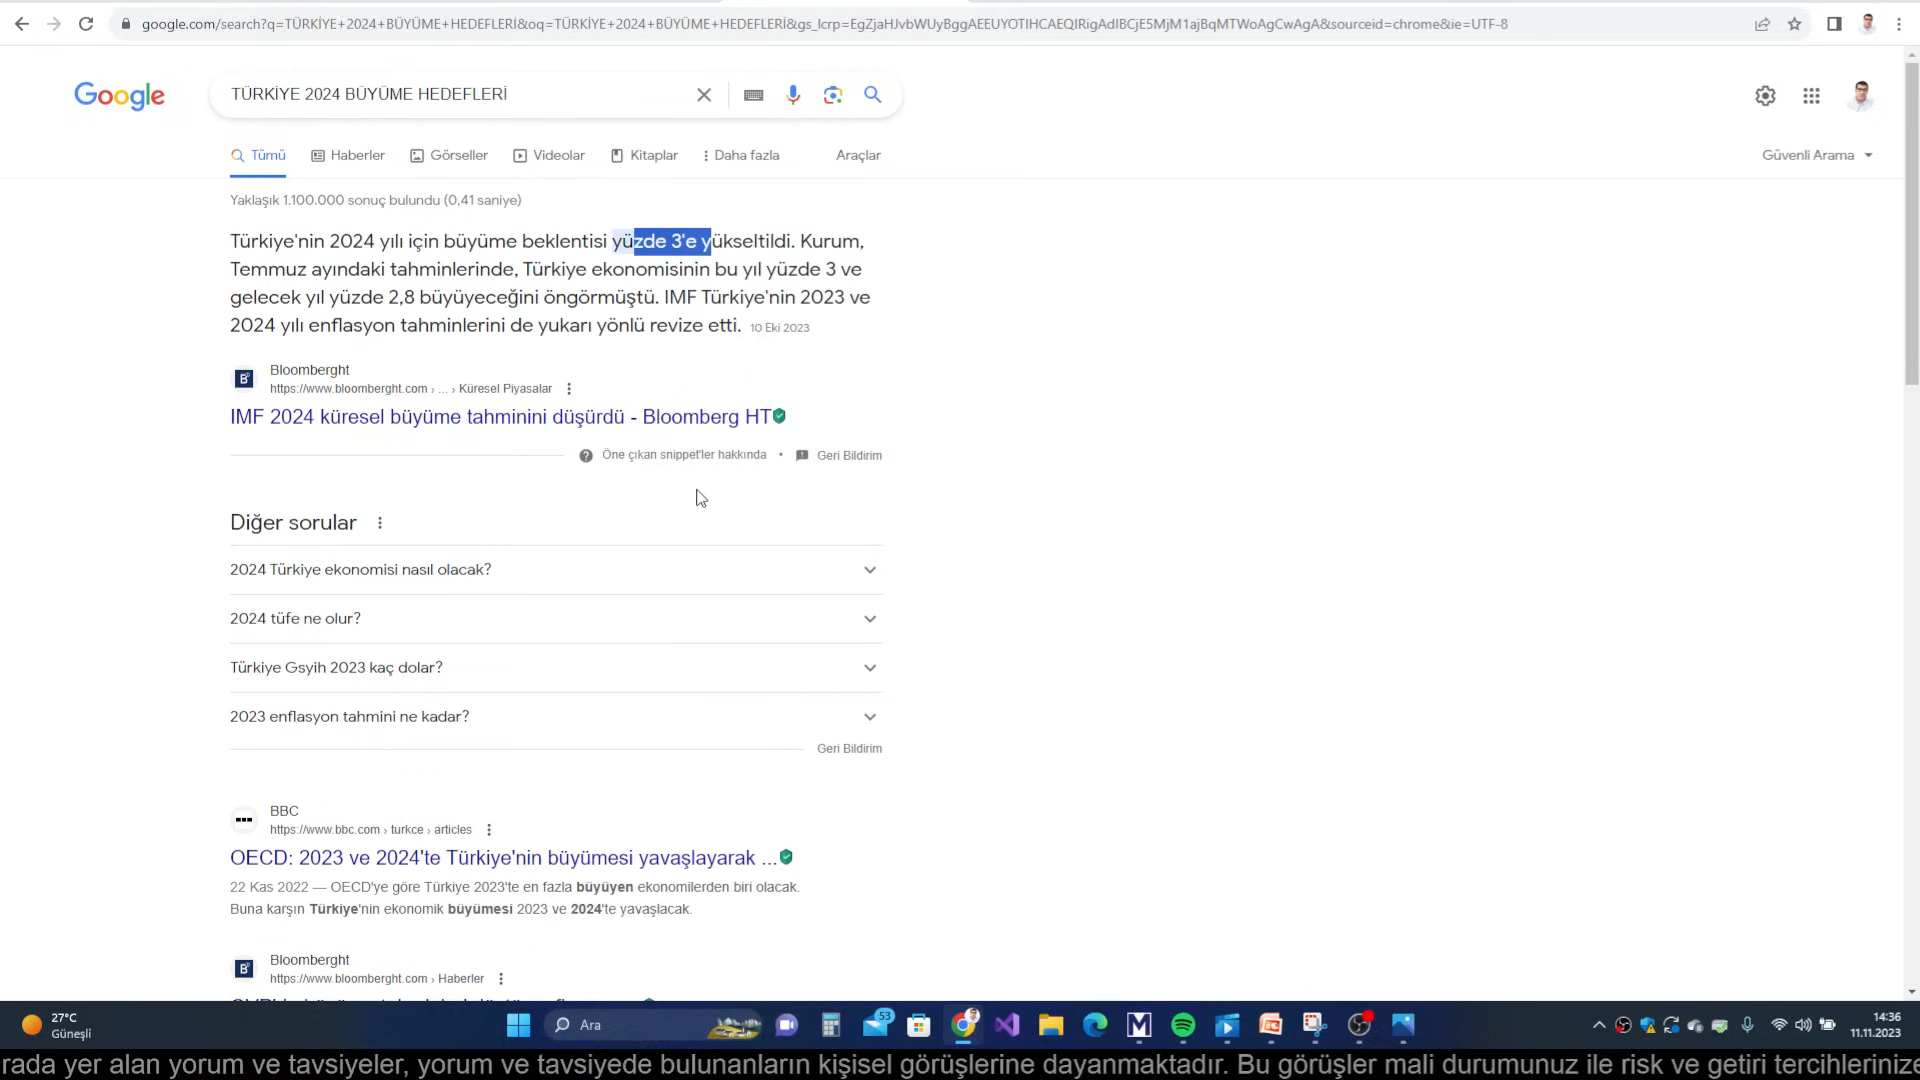 google.com/search?q=TÜRKİYE+2024+BÜYÜME+HEDEFLERİ&oq=TÜRKİYE+2024+BÜYÜME+HEDEFLERİ&gs_lcrp=EgZjaHJvbWUyBggAEEUYOTIHCAEQIRigAdIBCjE5MjM1ajBqMTWoAgCwAgA&sourceid=chrome&ie=UTF-8
Google
TÜRKİYE 2024 BÜYÜME HEDEFLERİ
Tümü Haberler Görseller Videolar Kitaplar Daha fazla Araçlar Güvenli Arama
Yaklaşık 1.100.000 sonuç bulundu (0,41 saniye)
Türkiye'nin 2024 yılı için büyüme beklentisi yüzde 3'e yükseltildi. Kurum,
Temmuz ayındaki tahminlerinde, Türkiye ekonomisinin bu yıl yüzde 3 ve
gelecek yıl yüzde 2,8 büyüyeceğini öngörmüştü. IMF Türkiye'nin 2023 ve
2024 yılı enflasyon tahminlerini de yukarı yönlü revize etti. 10 Eki 2023
Bloomberght
https://www.bloomberght.com › ... › Küresel Piyasalar
IMF 2024 küresel büyüme tahminini düşürdü - Bloomberg HT
Öne çıkan snippet'ler hakkında • Geri Bildirim
Diğer sorular
2024 Türkiye ekonomisi nasıl olacak?
2024 tüfe ne olur?
Türkiye Gsyih 2023 kaç dolar?
2023 enflasyon tahmini ne kadar?
Geri Bildirim
BBC
https://www.bbc.com › turkce › articles
OECD: 2023 ve 2024'te Türkiye'nin büyümesi yavaşlayarak ...
22 Kas 2022 — OECD'ye göre Türkiye 2023'te en fazla büyüyen ekonomilerden biri olacak.
Buna karşın Türkiye'nin ekonomik büyümesi 2023 ve 2024'te yavaşlacak.
Bloomberght
https://www.bloomberght.com › Haberler
27°C
Güneşli
Ara
53
14:36
11.11.2023
rada yer alan yorum ve tavsiyeler, yorum ve tavsiyede bulunanların kişisel görüşlerine dayanmaktadır. Bu görüşler mali durumunuz ile risk ve getiri tercihlerinize